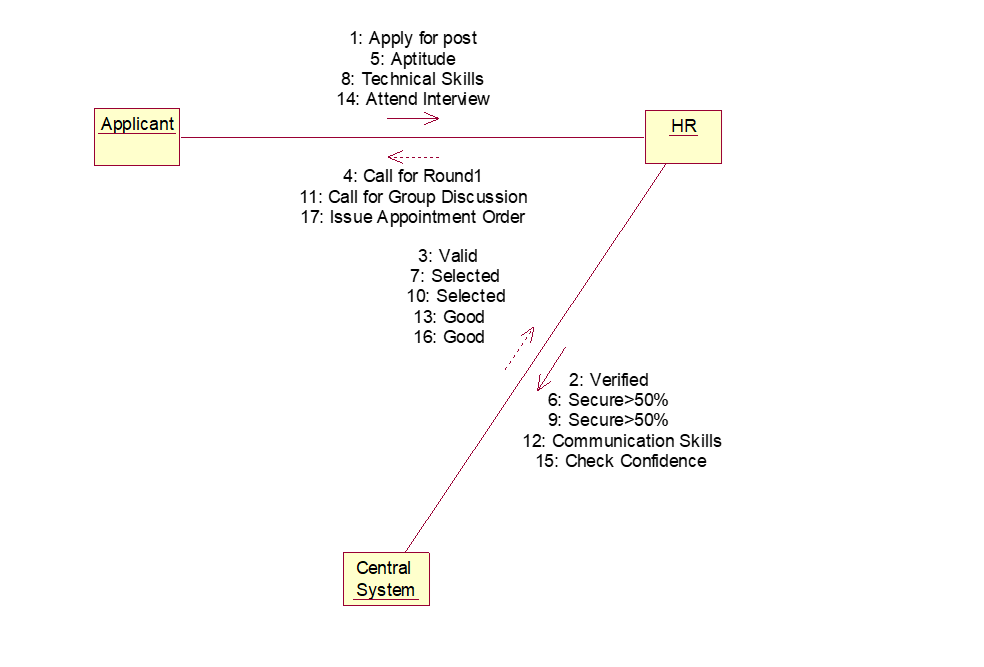 1: Apply for post
5: Aptitude
8: Technical Skills
14: Attend Interview
Applicant
HR
4: Call for Round1
11: Call for Group Discussion
17: Issue Appointment Order
3: Valid
7: Selected
10: Selected
13: Good
16: Good
2: Verified
6: Secure>50%
9: Secure>50%
12: Communication Skills
15: Check Confidence
Central
System